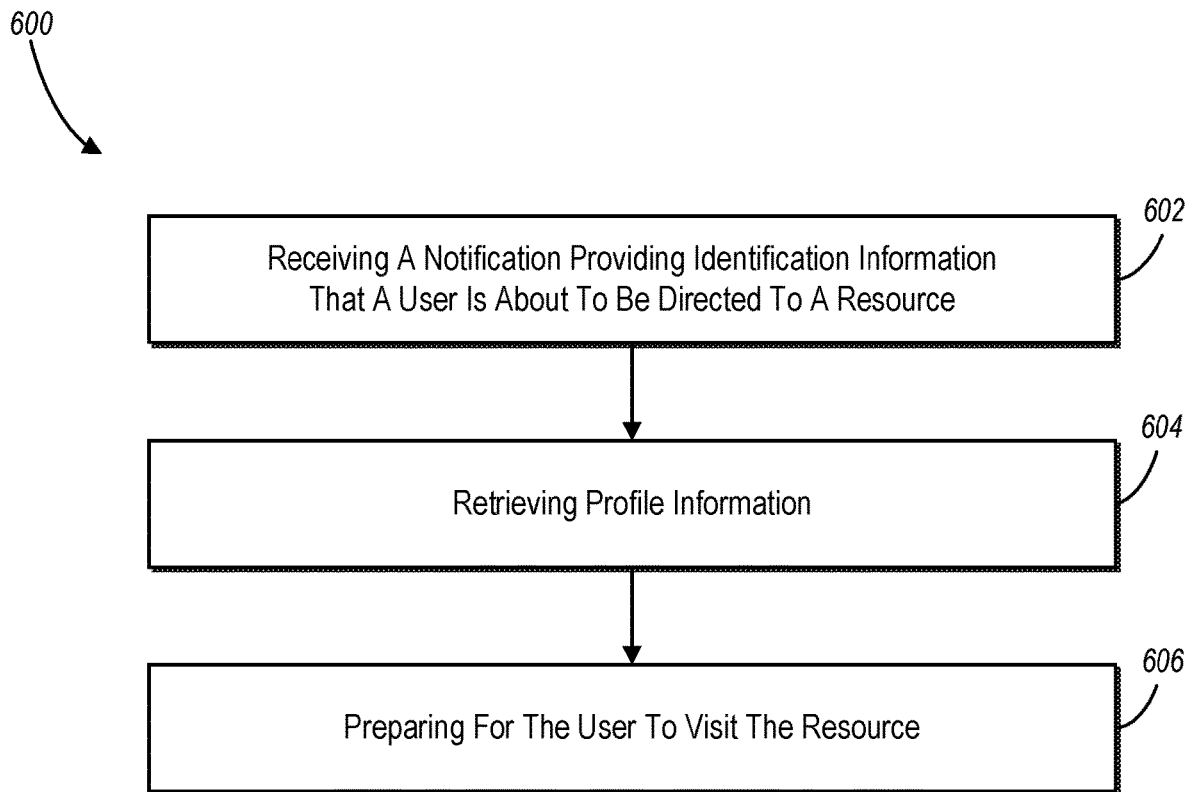 600
602
Receiving A Notification Providing Identification Information
That A User Is About To Be Directed To A Resource
604
Retrieving Profile Information
606
Preparing For The User To Visit The Resource